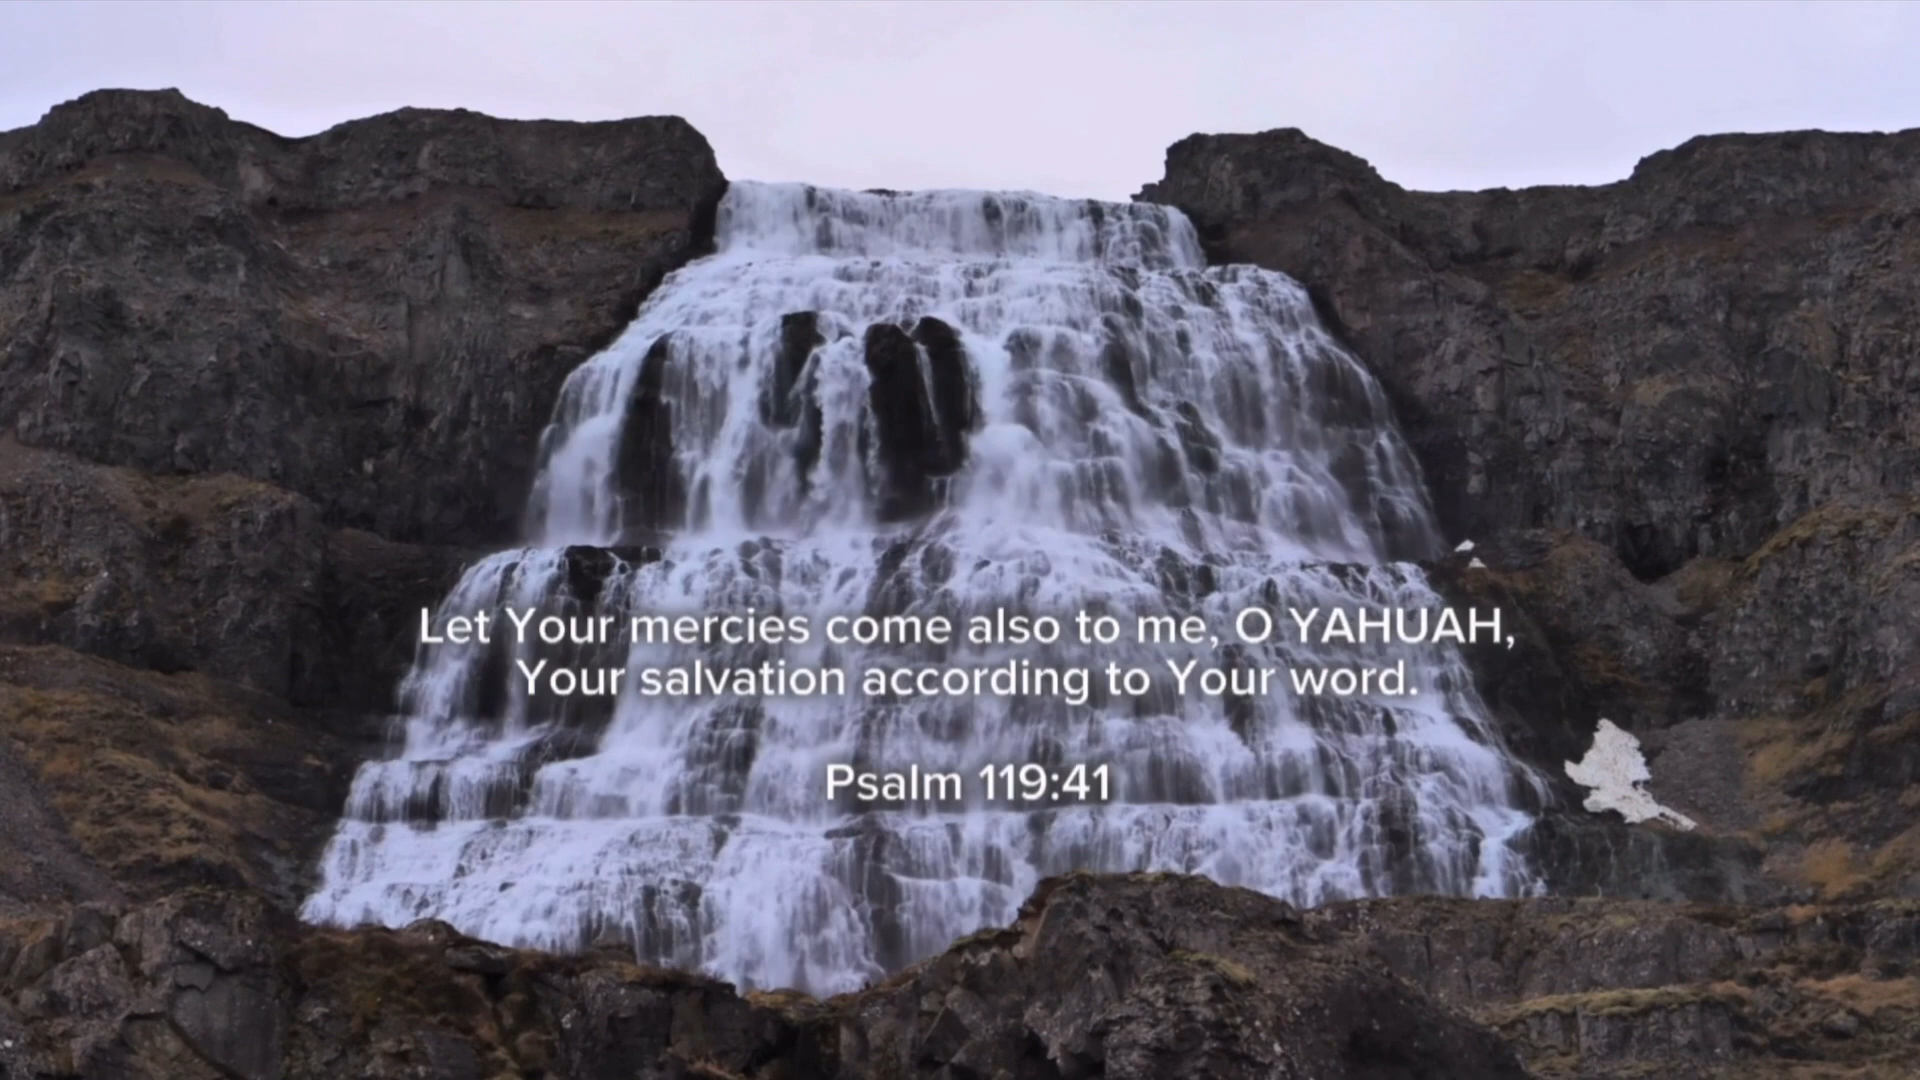 Let Your mercies come also to me, O YAHUAH,
Your salvation according to Your word.
Psalm 119:41